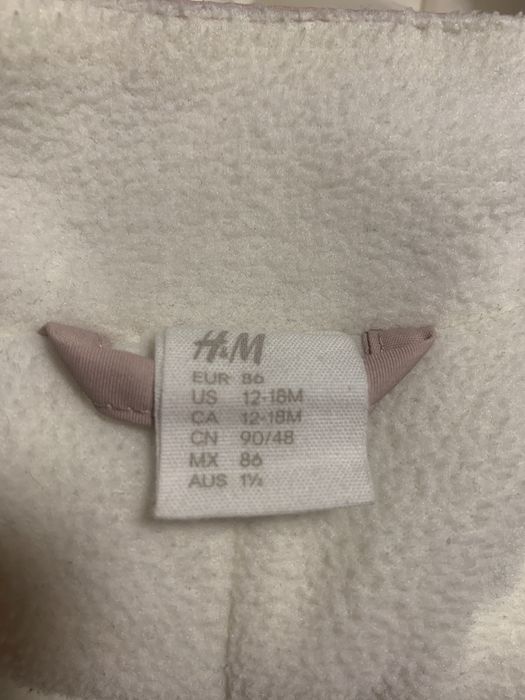 H&M
EUR 86
US 12-18M
CA 12-18M
CN 90/48
MX 86
AUS 1½